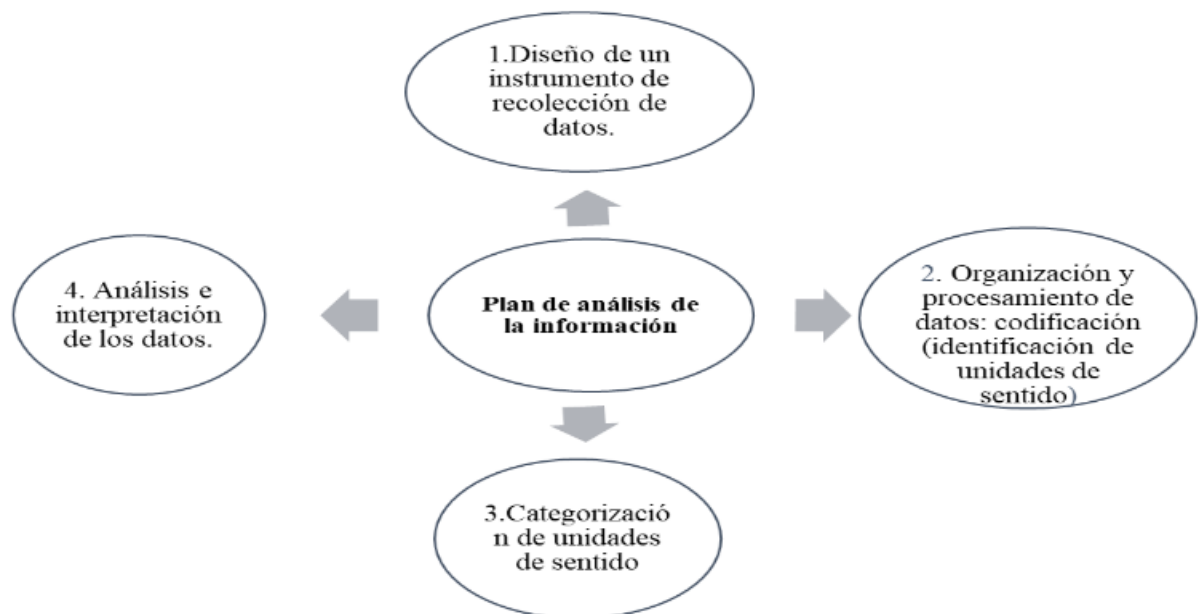 1.Diseño de un
instrumento de
recolección de
datos.
Plan de análisis de
la información
2. Organización y
procesamiento de
datos: codificación
(identificación de
unidades de
sentido)
3.Categorizació
n de unidades
de sentido
4. Análisis e
interpretación
de los datos.